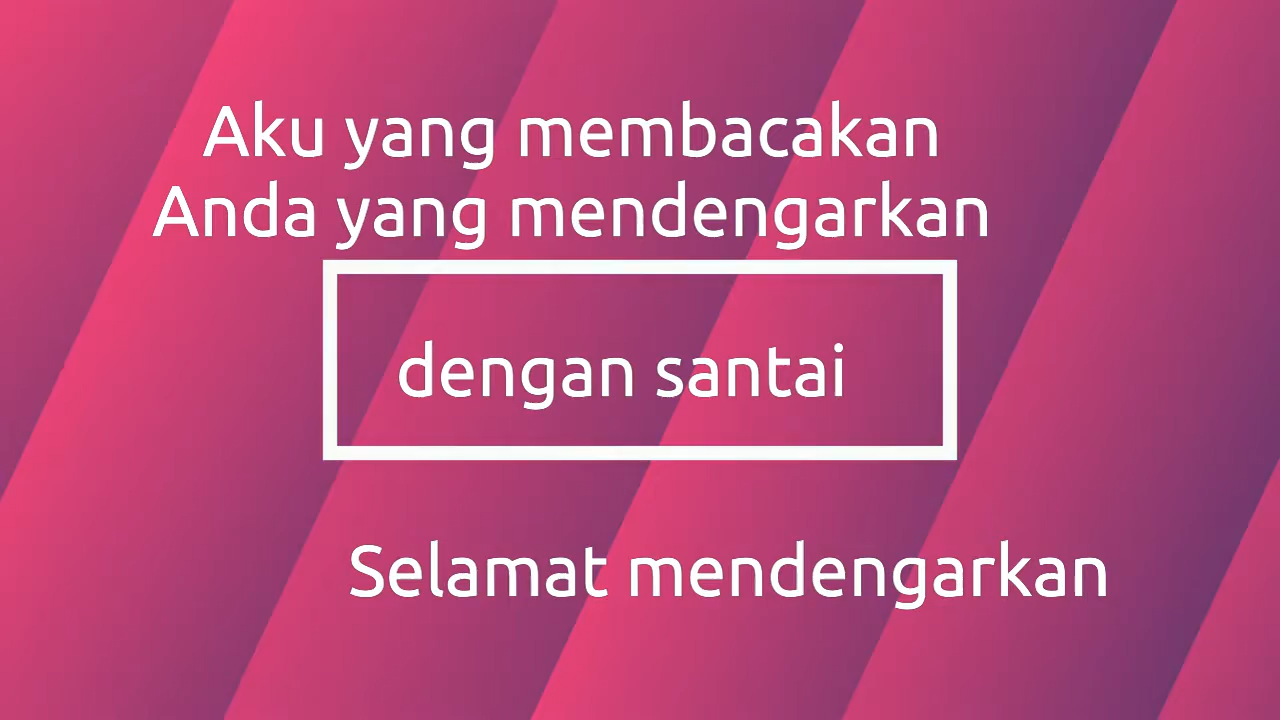 Aku yang membacakan
Anda yang mendengarkan
dengan santai
Selamat mendengarkan